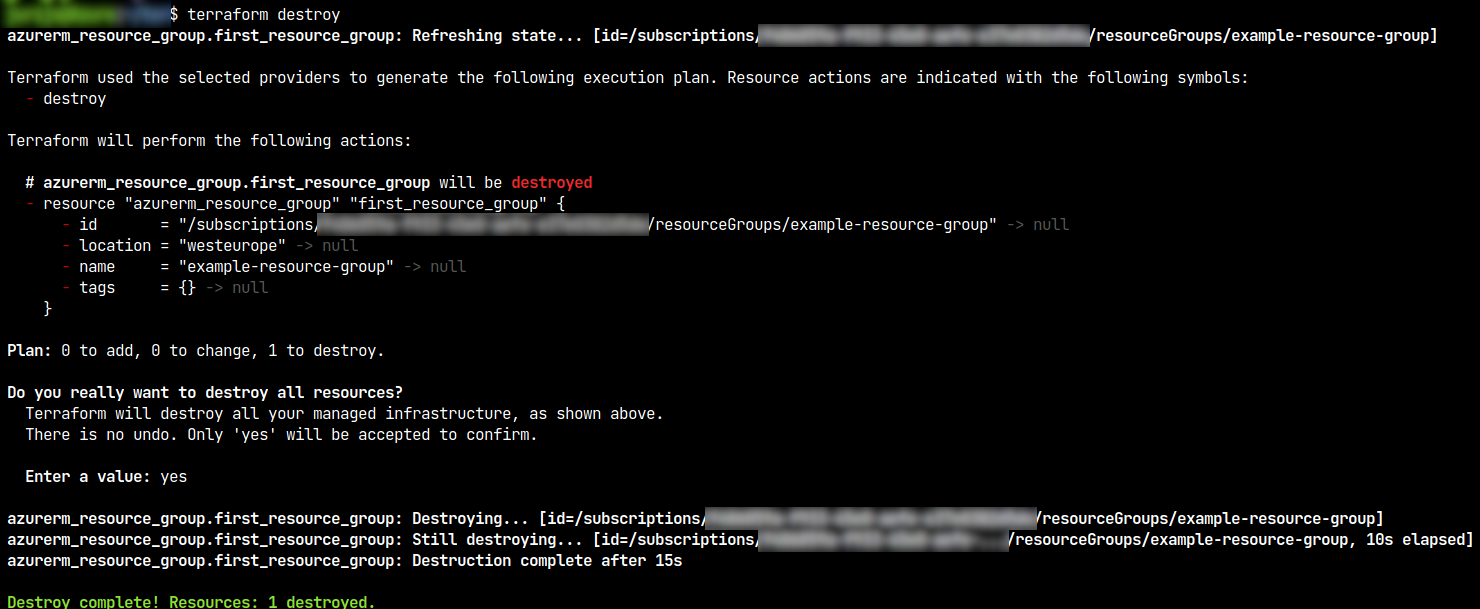 $ terraform destroy
azurerm_resource_group.first_resource_group: Refreshing state... [id=/subscriptions/ /resourceGroups/example-resource-group]
Terraform used the selected providers to generate the following execution plan. Resource actions are indicated with the following symbols:
- destroy
Terraform will perform the following actions:
# azurerm_resource_group.first_resource_group will be destroyed
- resource "azurerm_resource_group" "first_resource_group" {
- id = "/subscriptions/ /resourceGroups/example-resource-group" -> null
- location = "westeurope" -> null
- name = "example-resource-group" -> null
- tags = {} -> null
}
Plan: 0 to add, 0 to change, 1 to destroy.
Do you really want to destroy all resources?
Terraform will destroy all your managed infrastructure, as shown above.
There is no undo. Only 'yes' will be accepted to confirm.
Enter a value: yes
azurerm_resource_group.first_resource_group: Destroying... [id=/subscriptions/ /resourceGroups/example-resource-group]
azurerm_resource_group.first_resource_group: Still destroying... [id=/subscriptions/ /resourceGroups/example-resource-group, 10s elapsed]
azurerm_resource_group.first_resource_group: Destruction complete after 15s
Destroy complete! Resources: 1 destroyed.